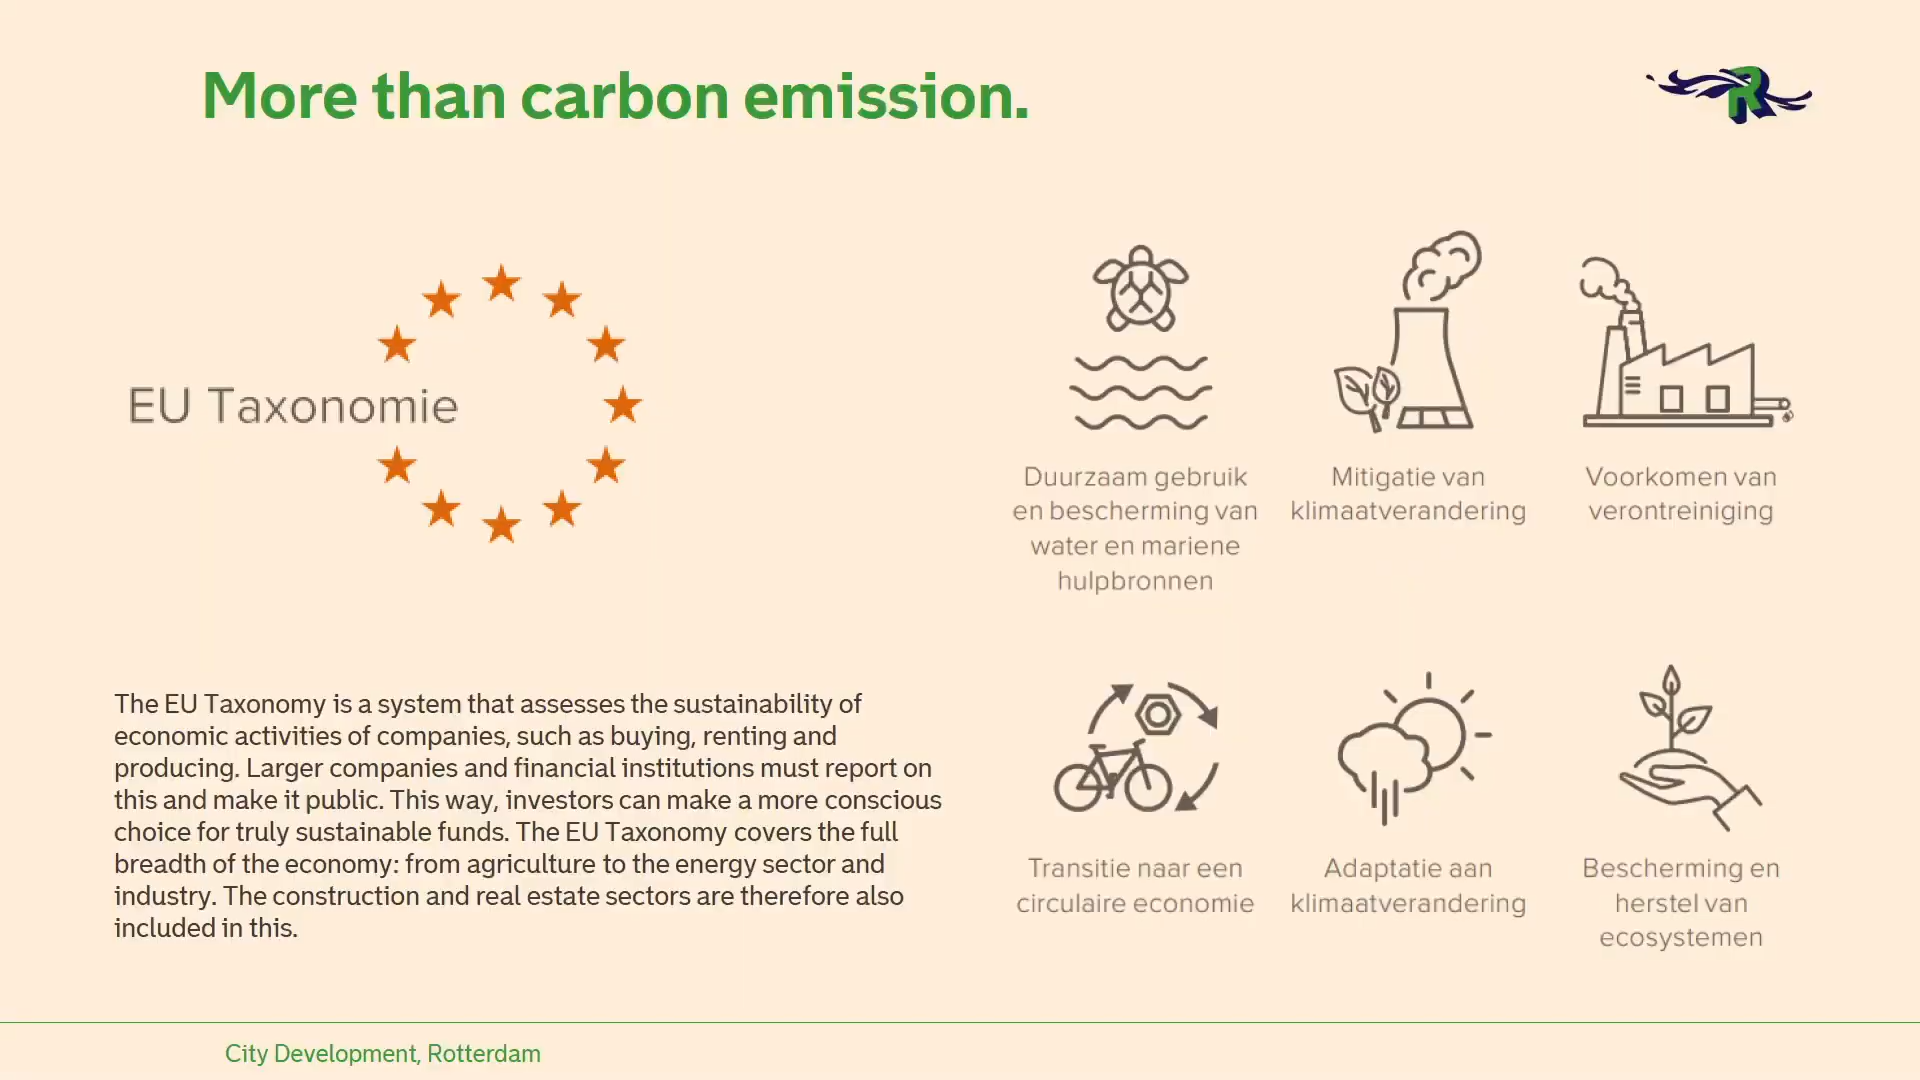 More than carbon emission.
R
EU Taxonomie
The EU Taxonomy is a system that assesses the sustainability of
economic activities of companies, such as buying, renting and
producing. Larger companies and financial institutions must report on
this and make it public. This way, investors can make a more conscious
choice for truly sustainable funds. The EU Taxonomy covers the full
breadth of the economy: from agriculture to the energy sector and
industry. The construction and real estate sectors are therefore also
included in this.
Duurzaam gebruik
en bescherming van
water en mariene
hulpbronnen
Mitigatie van
klimaatverandering
Voorkomen van
verontreiniging
Transitie naar een
circulaire economie
Adaptatie aan
klimaatverandering
Bescherming en
herstel van
ecosystemen
City Development, Rotterdam